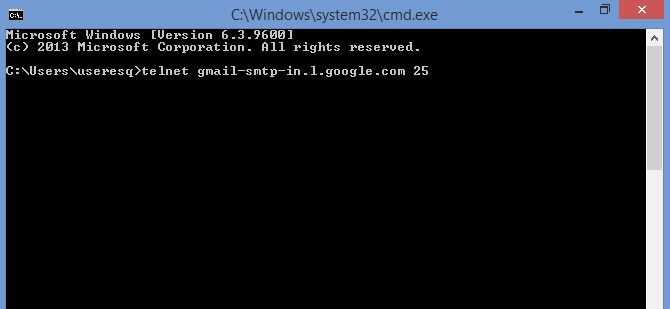 C:\Windows\system32\cmd.exe
Microsoft Windows [Version 6.3.9600]
(c) 2013 Microsoft Corporation. All rights reserved.
C:\Users\useresq>telnet gmail-smtp-in.l.google.com 25